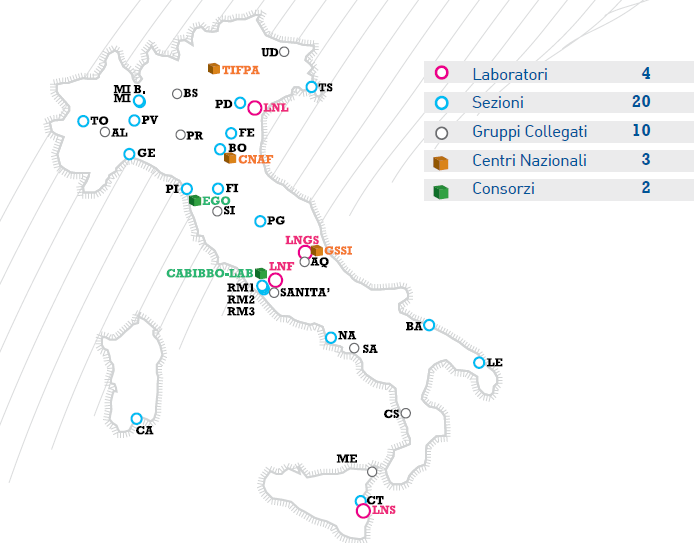 UD
TIFPA
TS
MI B.
MI
BS
PD
LNL
TO
AL
PV
PR
FE
BO
CNAF
GE
PI
FI
EGO
SI
PG
LNGS
GSSI
AQ
CABIBBO-LAB
LNF
RM1
RM2
RM3
SANITA'
NA
SA
BA
LE
CS
CA
ME
CT
LNS
Laboratori 4
Sezioni 20
Gruppi Collegati 10
Centri Nazionali 3
Consorzi 2